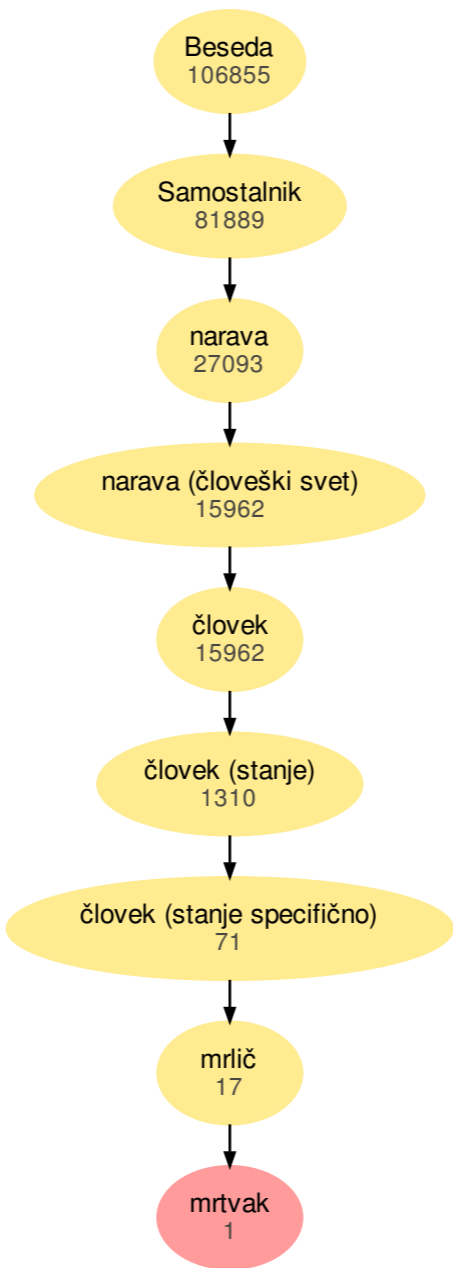 Beseda
106855
Samostalnik
81889
narava
27093
narava (človeški svet)
15962
človek
15962
človek (stanje)
1310
človek (stanje specifično)
71
mrlič
17
mrtvak
1